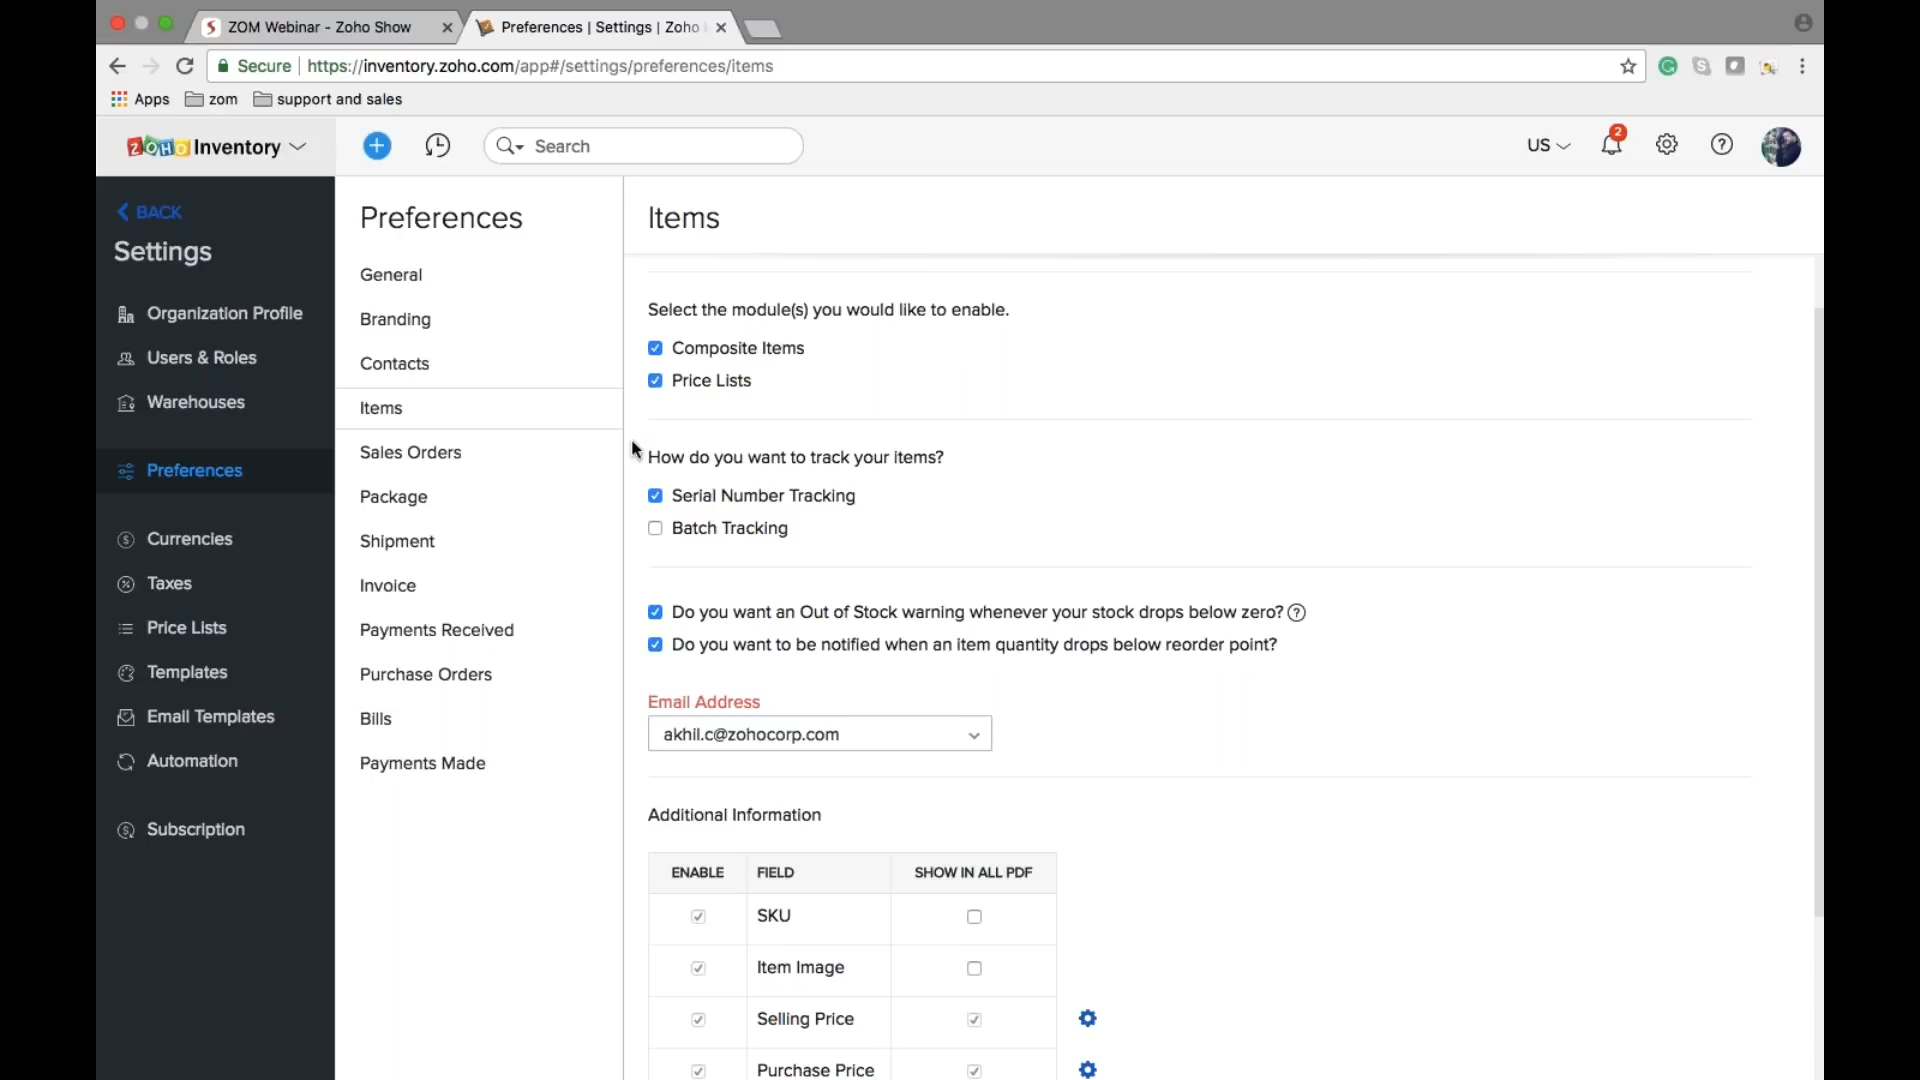 ZOM Webinar - Zoho Show
Preferences | Settings | Zoho
Secure
https://inventory.zoho.com/app#/settings/preferences/items
Apps
zom
support and sales
ZOHO Inventory
Search
US
2
BACK
Settings
Organization Profile
Users & Roles
Warehouses
Preferences
Currencies
Taxes
Price Lists
Templates
Email Templates
Automation
Subscription
Preferences
General
Branding
Contacts
Items
Sales Orders
Package
Shipment
Invoice
Payments Received
Purchase Orders
Bills
Payments Made
Items
Select the module(s) you would like to enable.
Composite Items
Price Lists
How do you want to track your items?
Serial Number Tracking
Batch Tracking
Do you want an Out of Stock warning whenever your stock drops below zero?
Do you want to be notified when an item quantity drops below reorder point?
Email Address
akhil.c@zohocorp.com
Additional Information
ENABLE FIELD SHOW IN ALL PDF
SKU
Item Image
Selling Price
Purchase Price